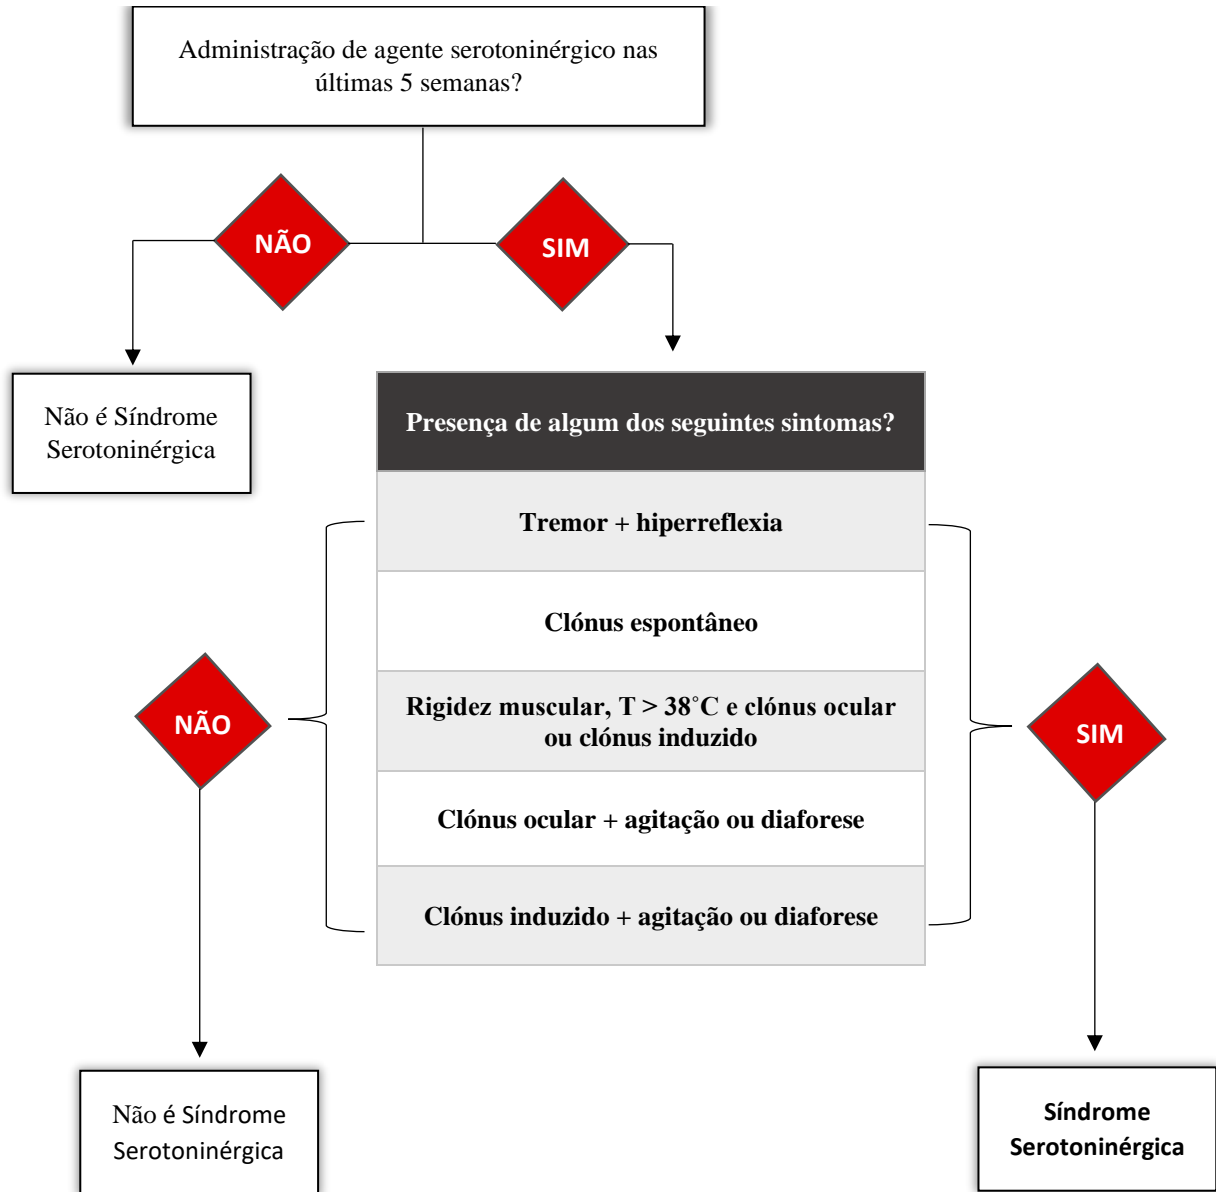 Administração de agente serotoninérgico nas
últimas 5 semanas?
NÃO
SIM
Não é Síndrome
Serotoninérgica
Presença de algum dos seguintes sintomas?
Tremor + hiperreflexia
Clónus espontâneo
Rigidez muscular, T > 38°C e clónus ocular
ou clónus induzido
Clónus ocular + agitação ou diaforese
Clónus induzido + agitação ou diaforese
NÃO
SIM
Não é Síndrome
Serotoninérgica
Síndrome
Serotoninérgica